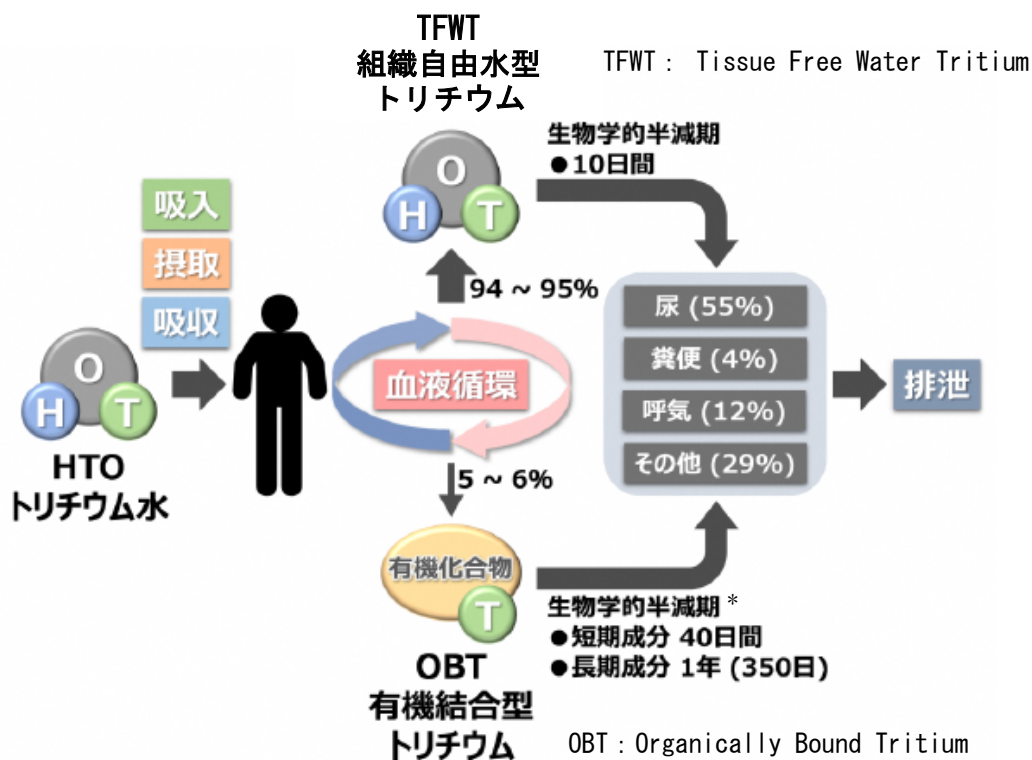 TFWT
組織自由水型
トリチウム
TFWT： Tissue Free Water Tritium
生物学的半減期
●10日間
O
H
T
吸入
摂取
吸収
94 ~ 95%
尿 (55%)
糞便 (4%)
呼気 (12%)
その他 (29%)
排泄
血液循環
O
H
T
HTO
トリチウム水
5 ~ 6%
有機化合物
T
生物学的半減期*
●短期成分 40日間
●長期成分 1年 (350日)
OBT
有機結合型
トリチウム
OBT：Organically Bound Tritium